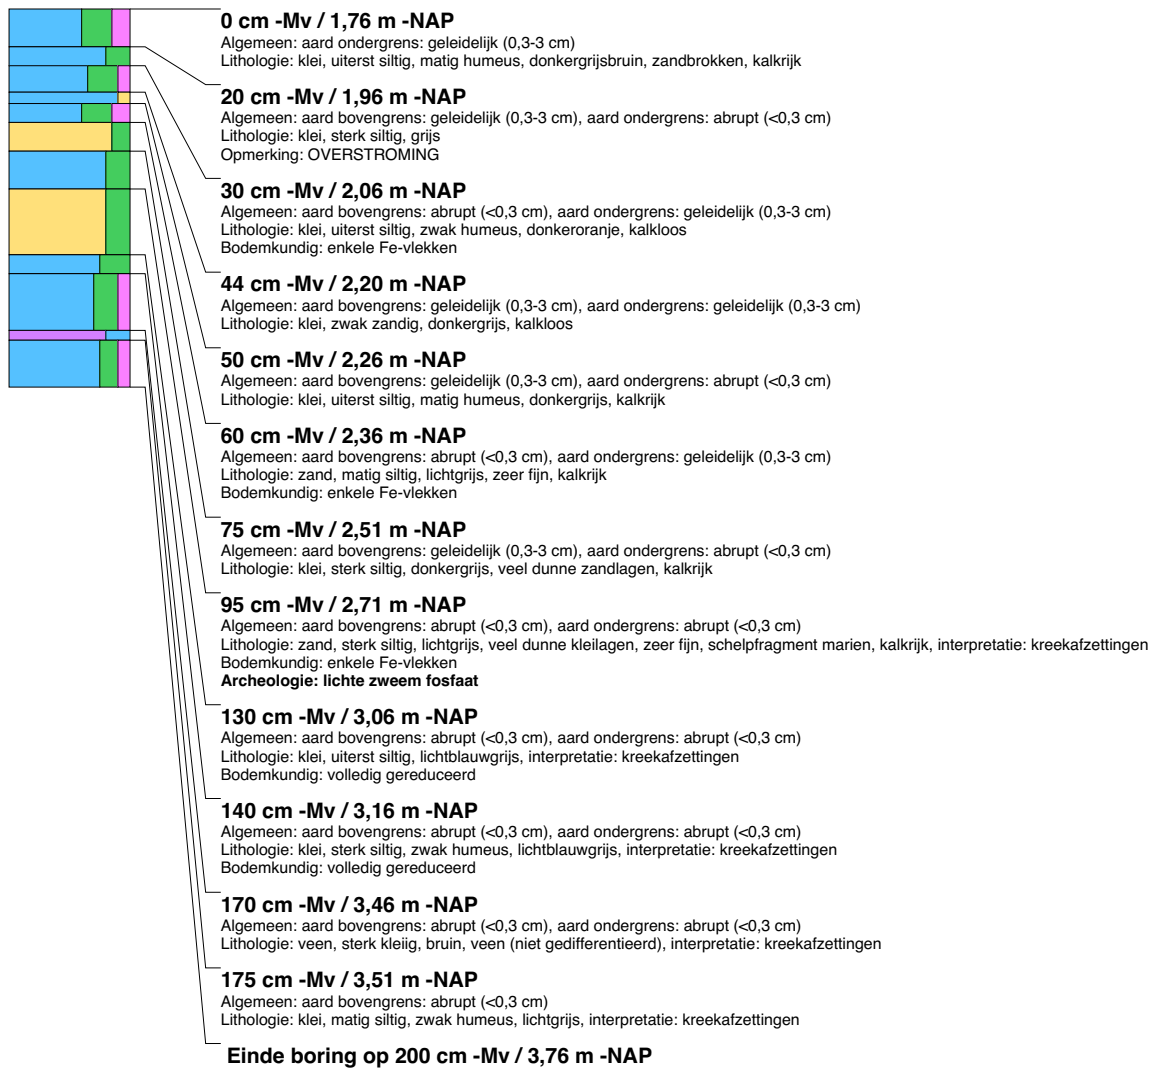 0 cm -Mv / 1,76 m -NAP
Algemeen: aard ondergrens: geleidelijk (0,3-3 cm)
Lithologie: klei, uiterst siltig, matig humeus, donkergrijsbruin, zandbrokken, kalkrijk
20 cm -Mv / 1,96 m -NAP
Algemeen: aard bovengrens: geleidelijk (0,3-3 cm), aard ondergrens: abrupt (<0,3 cm)
Lithologie: klei, sterk siltig, grijs
Opmerking: OVERSTROMING
30 cm -Mv / 2,06 m -NAP
Algemeen: aard bovengrens: abrupt (<0,3 cm), aard ondergrens: geleidelijk (0,3-3 cm)
Lithologie: klei, uiterst siltig, zwak humeus, donkeroranje, kalkloos
Bodemkundig: enkele Fe-vlekken
44 cm -Mv / 2,20 m -NAP
Algemeen: aard bovengrens: geleidelijk (0,3-3 cm), aard ondergrens: geleidelijk (0,3-3 cm)
Lithologie: klei, zwak zandig, donkergrijs, kalkloos
50 cm -Mv / 2,26 m -NAP
Algemeen: aard bovengrens: geleidelijk (0,3-3 cm), aard ondergrens: abrupt (<0,3 cm)
Lithologie: klei, uiterst siltig, matig humeus, donkergrijs, kalkrijk
60 cm -Mv / 2,36 m -NAP
Algemeen: aard bovengrens: abrupt (<0,3 cm), aard ondergrens: geleidelijk (0,3-3 cm)
Lithologie: zand, matig siltig, lichtgrijs, zeer fijn, kalkrijk
Bodemkundig: enkele Fe-vlekken
75 cm -Mv / 2,51 m -NAP
Algemeen: aard bovengrens: geleidelijk (0,3-3 cm), aard ondergrens: abrupt (<0,3 cm)
Lithologie: klei, sterk siltig, donkergrijs, veel dunne zandlagen, kalkrijk
95 cm -Mv / 2,71 m -NAP
Algemeen: aard bovengrens: abrupt (<0,3 cm), aard ondergrens: abrupt (<0,3 cm)
Lithologie: zand, sterk siltig, lichtgrijs, veel dunne kleilagen, zeer fijn, schelpfragment marien, kalkrijk, interpretatie: kreekafzettingen
Bodemkundig: enkele Fe-vlekken
Archeologie: lichte zweem fosfaat
130 cm -Mv / 3,06 m -NAP
Algemeen: aard bovengrens: abrupt (<0,3 cm), aard ondergrens: abrupt (<0,3 cm)
Lithologie: klei, uiterst siltig, lichtblauwgrijs, interpretatie: kreekafzettingen
Bodemkundig: volledig gereduceerd
140 cm -Mv / 3,16 m -NAP
Algemeen: aard bovengrens: abrupt (<0,3 cm), aard ondergrens: abrupt (<0,3 cm)
Lithologie: klei, sterk siltig, zwak humeus, lichtblauwgrijs, interpretatie: kreekafzettingen
Bodemkundig: volledig gereduceerd
170 cm -Mv / 3,46 m -NAP
Algemeen: aard bovengrens: abrupt (<0,3 cm), aard ondergrens: abrupt (<0,3 cm)
Lithologie: veen, sterk kleiig, bruin, veen (niet gedifferentieerd), interpretatie: kreekafzettingen
175 cm -Mv / 3,51 m -NAP
Algemeen: aard bovengrens: abrupt (<0,3 cm)
Lithologie: klei, matig siltig, zwak humeus, lichtgrijs, interpretatie: kreekafzettingen
Einde boring op 200 cm -Mv / 3,76 m -NAP